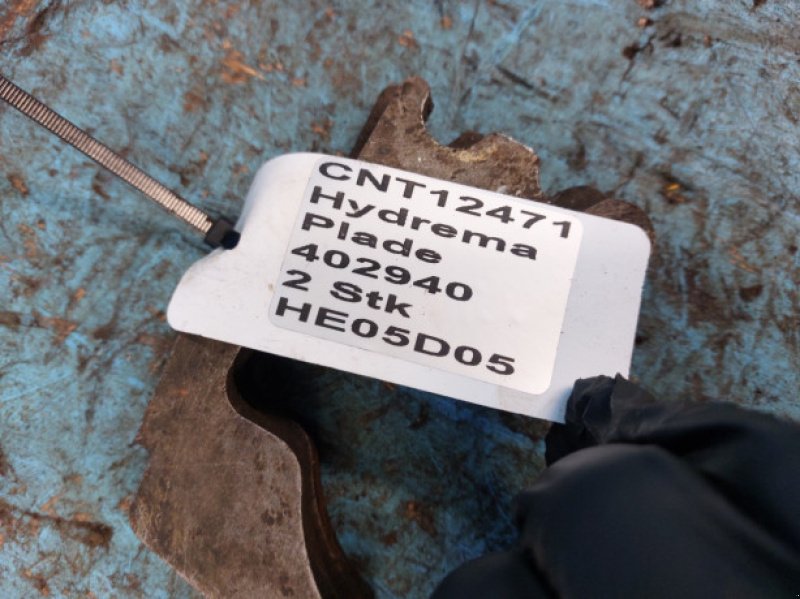 CNT12471
Hydrema
Plade
402940
2 Stk
HE05D05